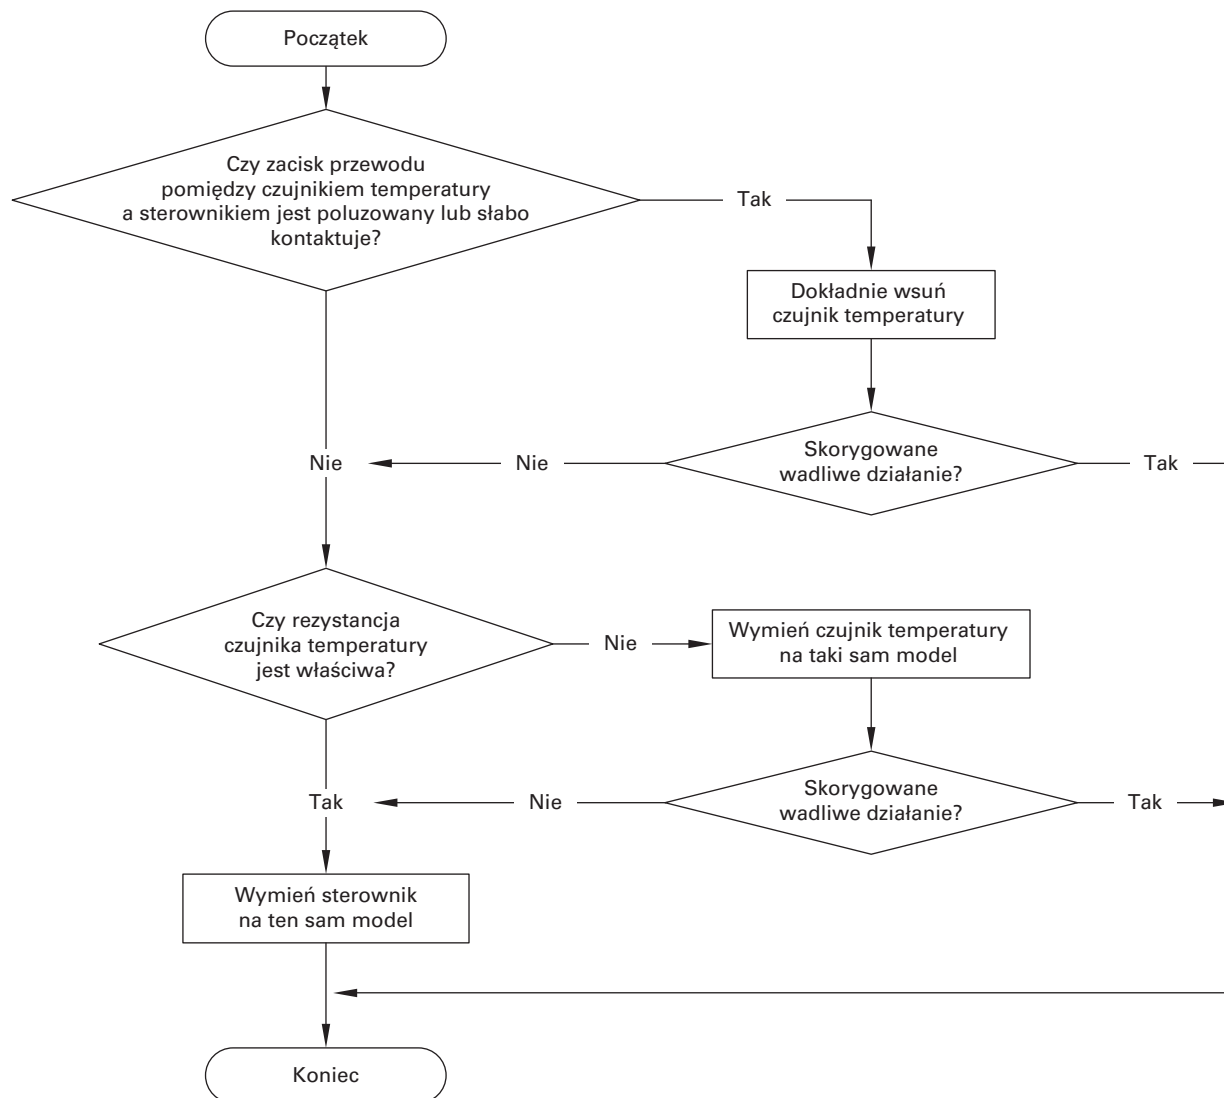 Początek
Czy zacisk przewodu
pomiędzy czujnikiem temperatury
a sterownikiem jest poluzowany lub słabo
kontaktuje?
Tak
Dokładnie wsuń
czujnik temperatury
Skorygowane
wadliwe działanie?
Nie
Nie
Tak
Czy rezystancja
czujnika temperatury
jest właściwa?
Nie
Wymień czujnik temperatury
na taki sam model
Skorygowane
wadliwe działanie?
Tak
Nie
Tak
Wymień sterownik
na ten sam model
Koniec